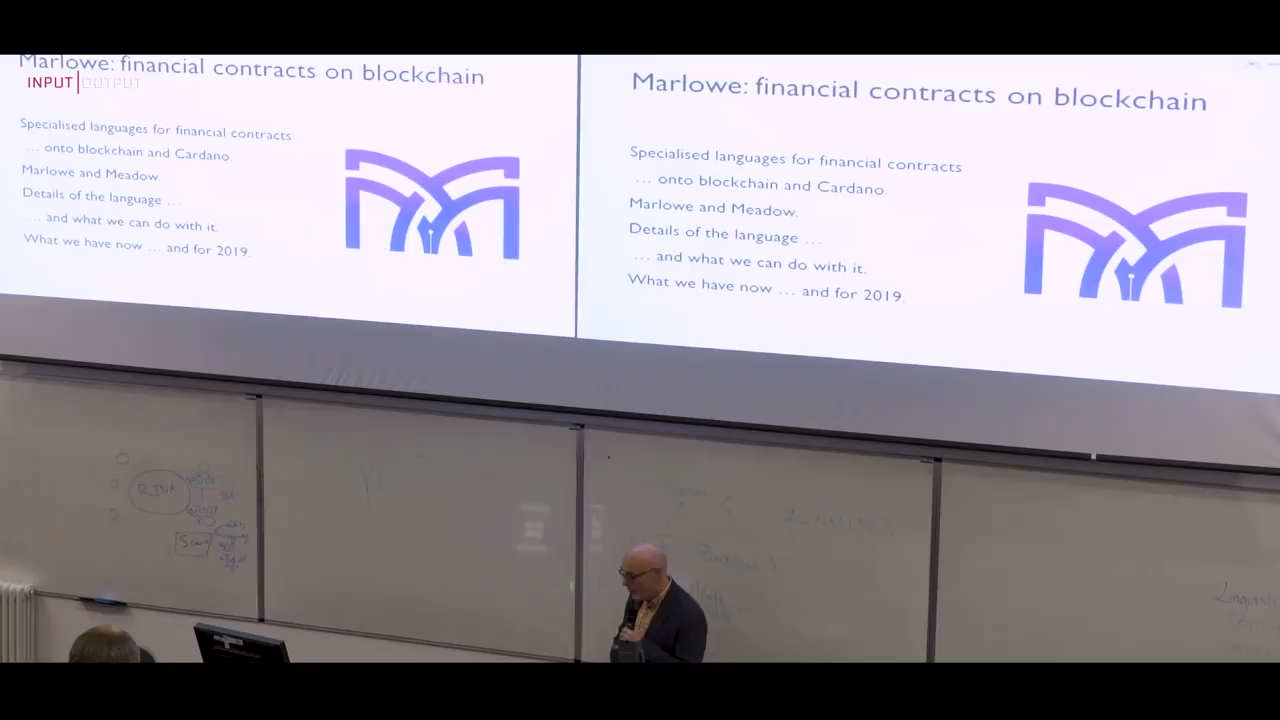 Marlowe: financial contracts on blockchain
INPUT OUTPUT
Specialised languages for financial contracts
… onto blockchain and Cardano.
Marlowe and Meadow.
Details of the language …
… and what we can do with it.
What we have now … and for 2019.
Marlowe: financial contracts on blockchain
Specialised languages for financial contracts
… onto blockchain and Cardano.
Marlowe and Meadow.
Details of the language …
… and what we can do with it.
What we have now … and for 2019.